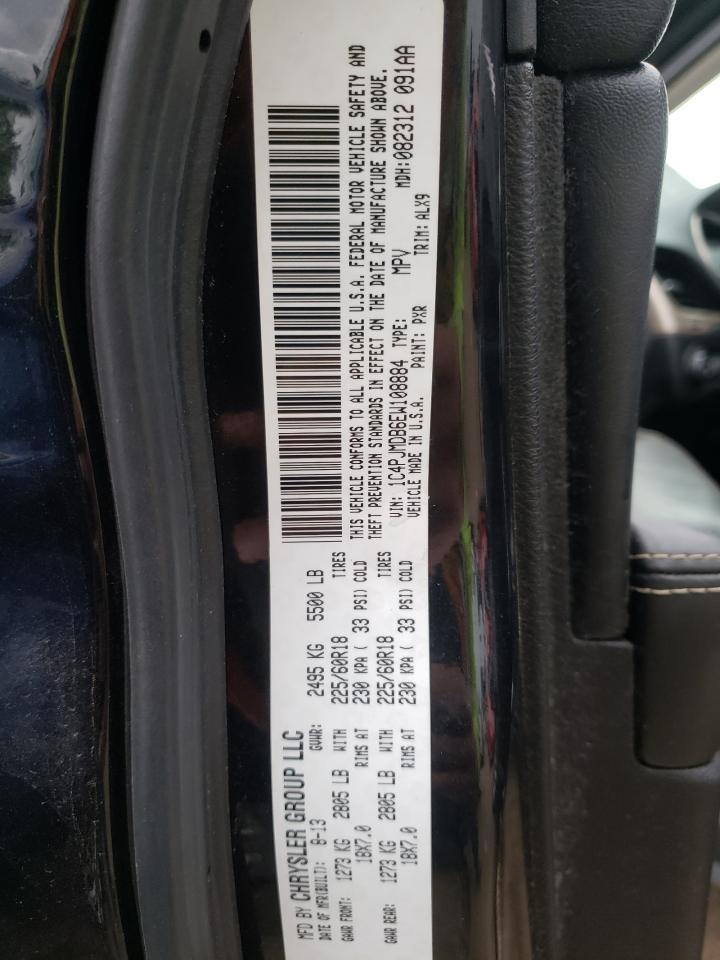 MFD BY CHRYSLER GROUP LLC
DATE OF MFR(BUILT): 8-13 GVWR: 2495 KG 5500 LB
GAWR FRONT: 1273 KG 2805 LB WITH 225/60R18 TIRES
18X7.0 RIMS AT 230 KPA ( 33 PSI) COLD
GAWR REAR: 1273 KG 2805 LB WITH 225/60R18 TIRES
18X7.0 RIMS AT 230 KPA ( 33 PSI) COLD
THIS VEHICLE CONFORMS TO ALL APPLICABLE U.S.A. FEDERAL MOTOR VEHICLE SAFETY AND
THEFT PREVENTION STANDARDS IN EFFECT ON THE DATE OF MANUFACTURE SHOWN ABOVE.
VIN: 1C4PJMDB6EW108884 TYPE: MPV MDH:082312 091AA
VEHICLE MADE IN U.S.A. PAINT: PXR TRIM: ALX9